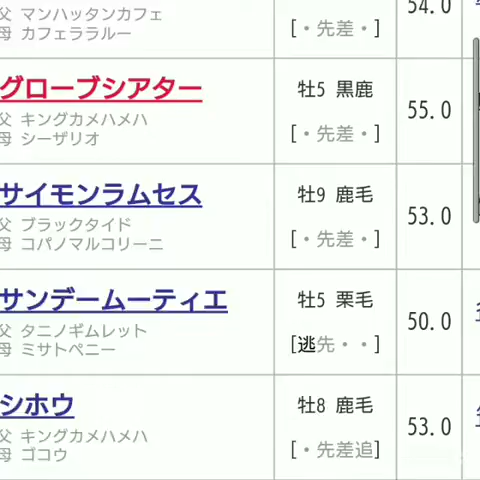 父 マンハッタンカフェ
母 カフェララルー
54.0
[・先差・]
グローブシアター
父 キングカメハメハ
母 シーザリオ
牡5 黒鹿
[・先差・]
55.0
サイモンラムセス
父 ブラックタイド
母 コパノマルコリーニ
牡9 鹿毛
[・先差・]
53.0
サンデームーティエ
父 タニノギムレット
母 ミサトペニー
牡5 栗毛
[逃先・・]
50.0
シホウ
父 キングカメハメハ
母 ゴコウ
牡8 鹿毛
[・先差追]
53.0